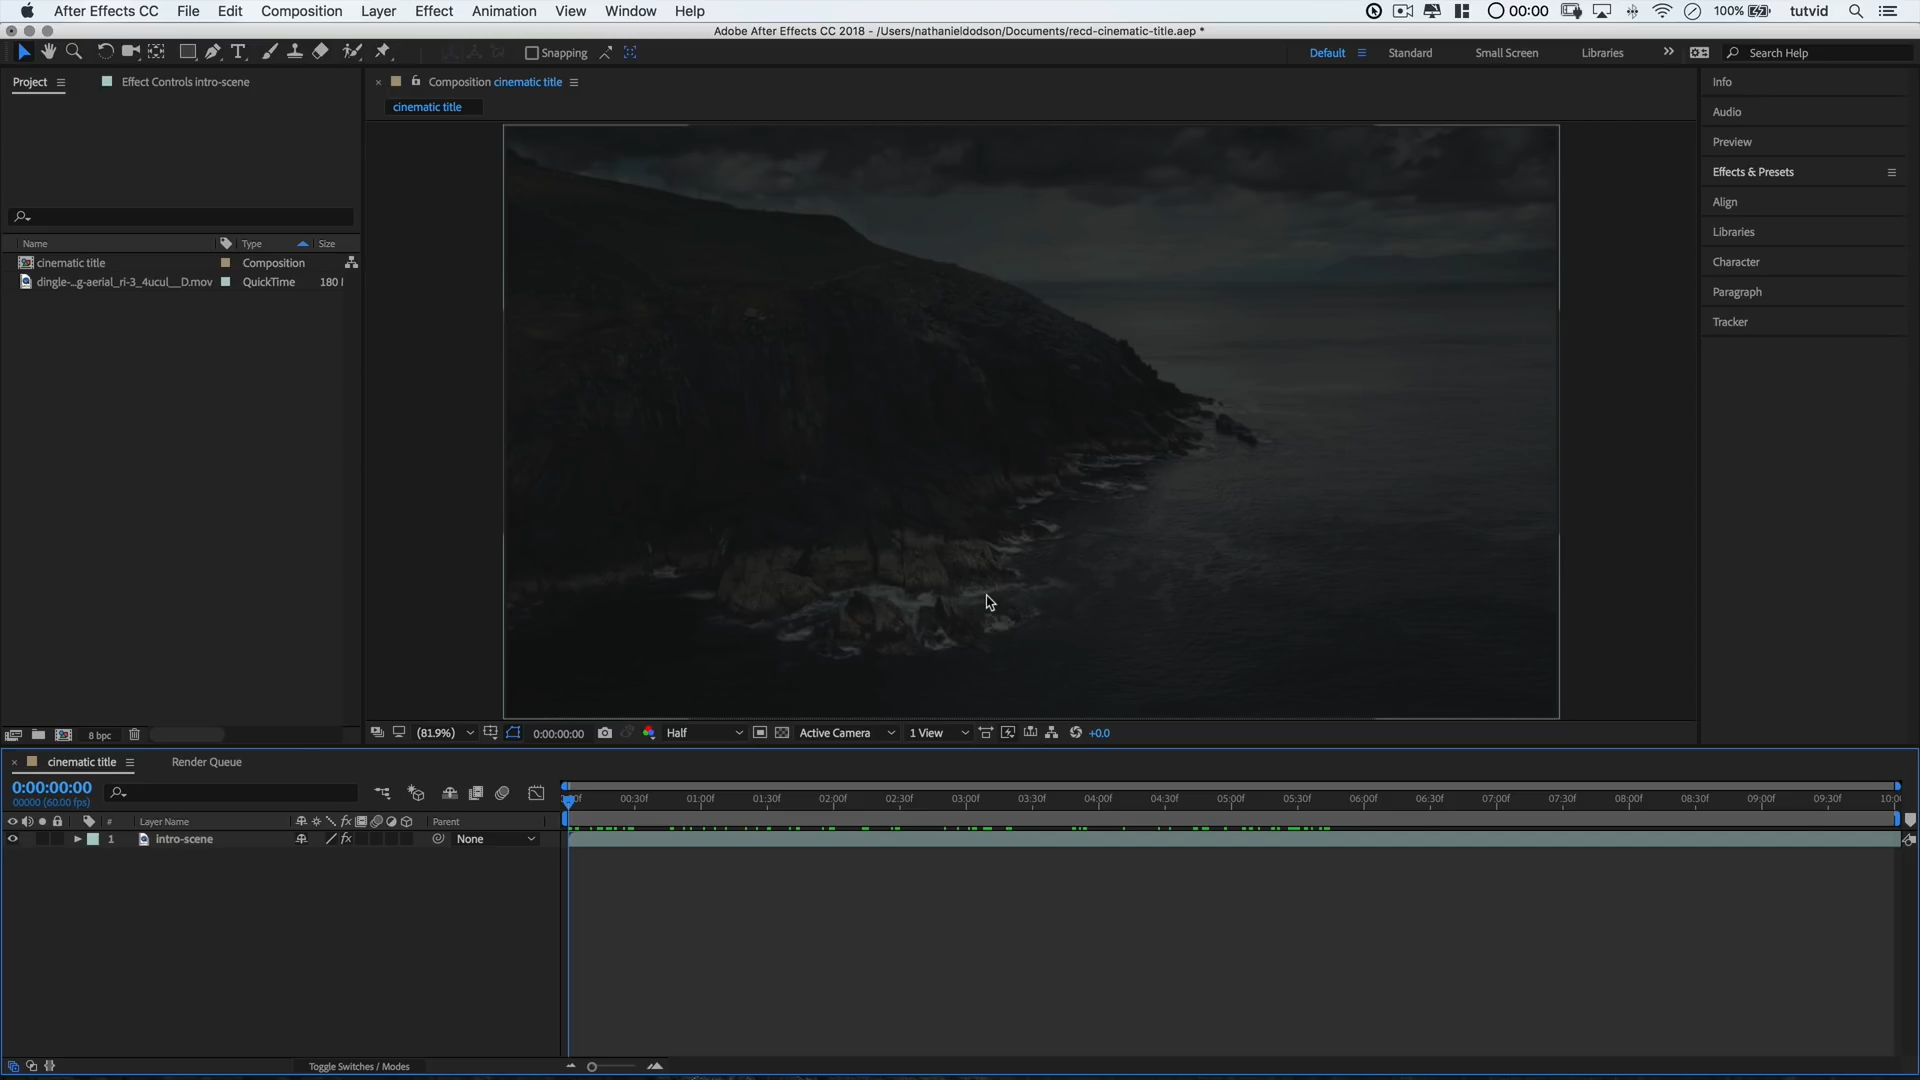 After Effects CC File Edit Composition Layer Effect Animation View Window Help 00:00 100% tutvid
Adobe After Effects CC 2018 - /Users/nathanieldodson/Documents/recd-cinematic-title.aep *
Snapping Default Standard Small Screen Libraries Search Help
Project Effect Controls intro-scene Composition cinematic title
cinematic title
Info
Audio
Preview
Effects & Presets
Align
Libraries
Character
Paragraph
Tracker
Name Type Size
cinematic title Composition
dingle-...g-aerial_ri-3_4ucul__D.mov QuickTime 180
8 bpc (81.9%) 0:00:00:00 Half Active Camera 1 View +0.0
cinematic title Render Queue
0:00:00:00
00000 (60.00 fps)
00:30f 01:00f 01:30f 02:00f 02:30f 03:00f 03:30f 04:00f 04:30f 05:00f 05:30f 06:00f 06:30f 07:00f 07:30f 08:00f 08:30f 09:00f 09:30f 10:00
# Layer Name Parent
1 intro-scene None
Toggle Switches / Modes